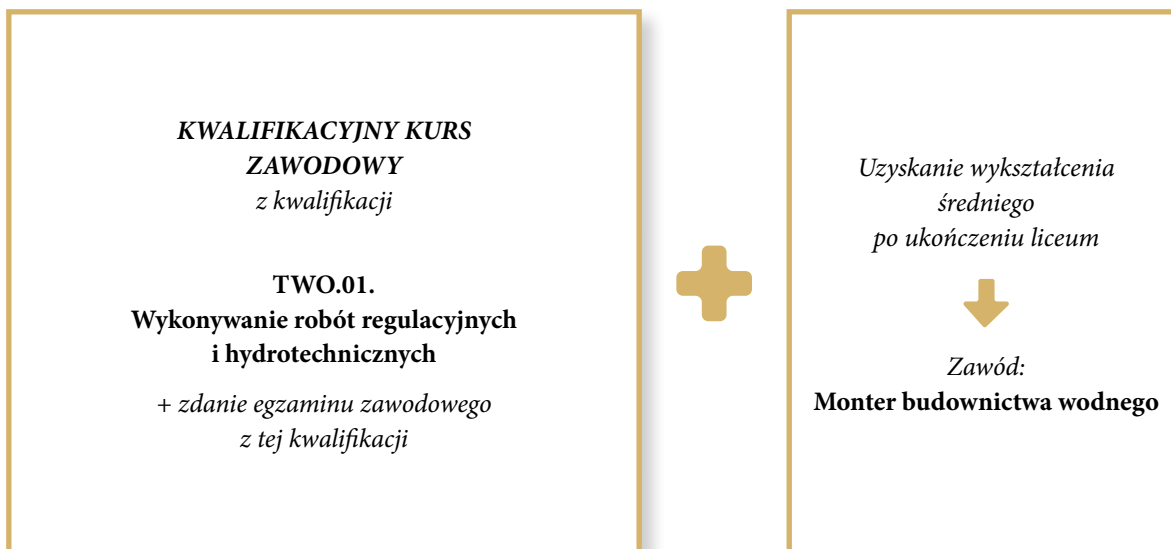 KWALIFIKACYJNY KURS
ZAWODOWY
z kwalifikacji
TWO.01.
Wykonywanie robót regulacyjnych
i hydrotechnicznych
+ zdanie egzaminu zawodowego
z tej kwalifikacji
Uzyskanie wykształcenia
średniego
po ukończeniu liceum
Zawód:
Monter budownictwa wodnego